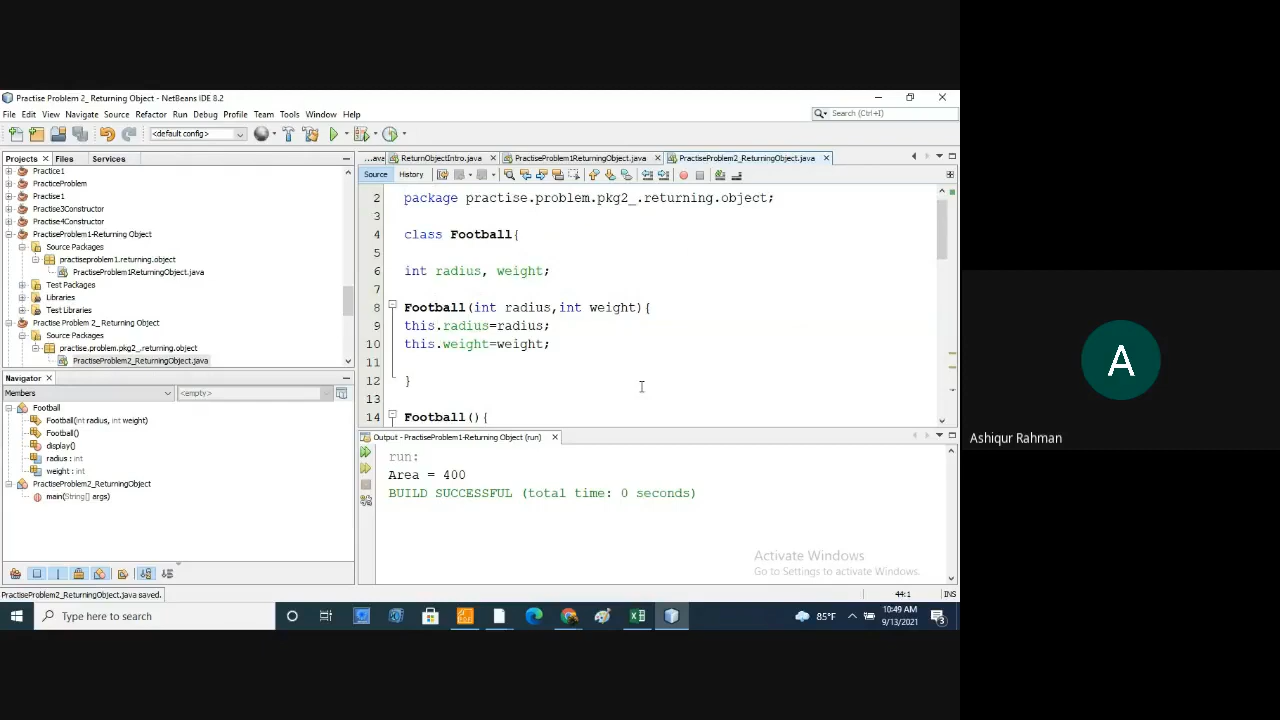 Practise Problem 2_ Returning Object - NetBeans IDE 8.2
File Edit View Navigate Source Refactor Run Debug Profile Team Tools Window Help
Search (Ctrl+I)
<default config>
Projects Files Services
...ava ReturnObjectIntro.java PractiseProblem1ReturningObject.java PractiseProblem2_ReturningObject.java
Source History
Practice1
PracticeProblem
Practise1
Practise3Constructor
Practise4Constructor
PractiseProblem1-Returning Object
Source Packages
practiseproblem1.returning.object
PractiseProblem1ReturningObject.java
Test Packages
Libraries
Test Libraries
Practise Problem 2_ Returning Object
Source Packages
practise.problem.pkg2_.returning.object
PractiseProblem2_ReturningObject.java
2 package practise.problem.pkg2_.returning.object;
3
4 class Football{
5
6 int radius, weight;
7
8 Football(int radius,int weight){
9 this.radius=radius;
10 this.weight=weight;
11
12 }
13
14 Football(){
Navigator
Members <empty>
Football
Football(int radius, int weight)
Football()
display()
radius : int
weight : int
PractiseProblem2_ReturningObject
main(String[] args)
Output - PractiseProblem1-Returning Object (run)
run:
Area = 400
BUILD SUCCESSFUL (total time: 0 seconds)
Activate Windows
Go to Settings to activate Windows.
PractiseProblem2_ReturningObject.java saved.
44:1 INS
Type here to search
85°F
10:49 AM
9/13/2021
3
A
Ashiqur Rahman